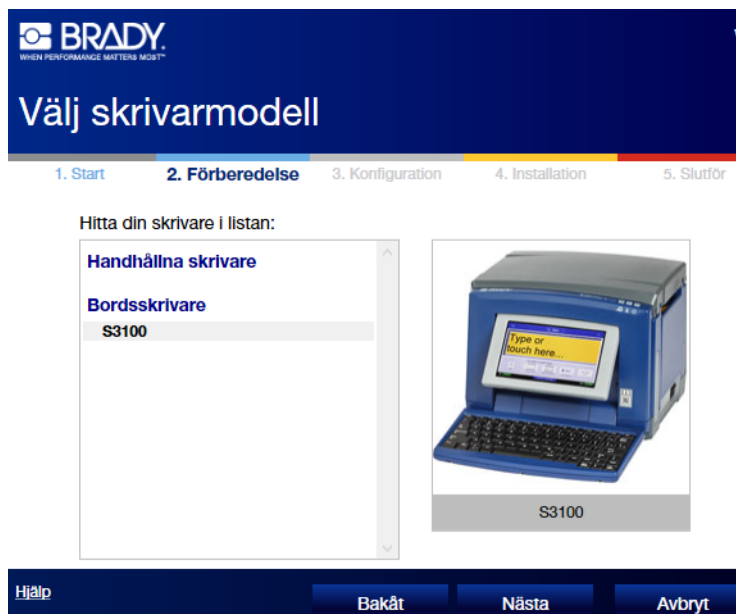 BRADY.
WHEN PERFORMANCE MATTERS MOST™
Välj skrivarmodell
1. Start 2. Förberedelse 3. Konfiguration 4. Installation 5. Slutför
Hitta din skrivare i listan:
Handhållna skrivare
Bordsskrivare
S3100
Type or
touch here...
S3100
Hjälp Bakåt Nästa Avbryt